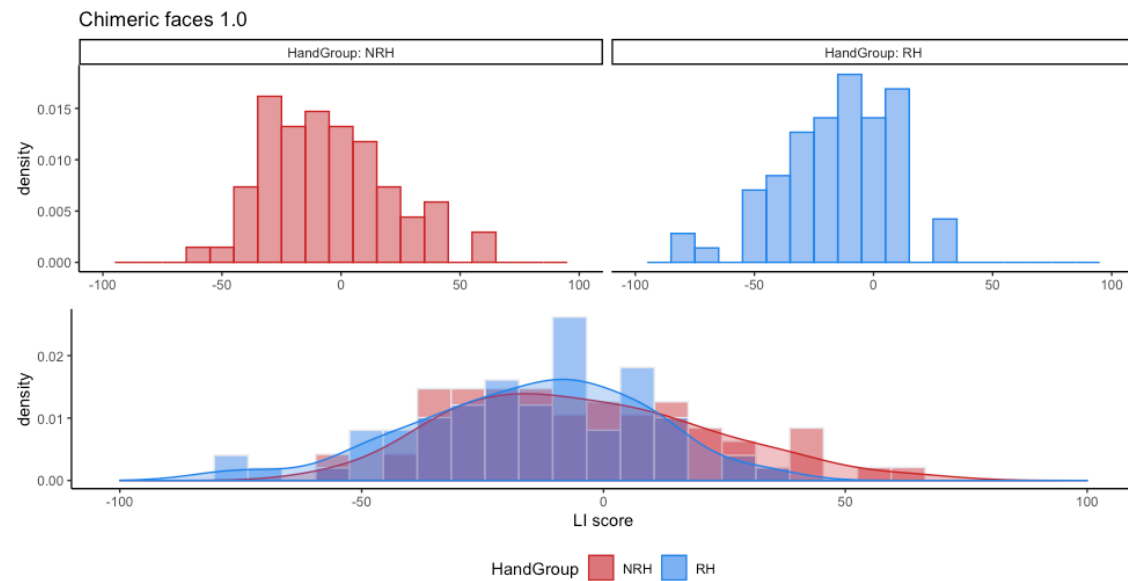 Chimeric faces 1.0
HandGroup: NRH HandGroup: RH
density
0.015
0.010
0.005
0.000
-100 -50 0 50 100 -100 -50 0 50 100
density
0.02
0.01
0.00
-100 -50 0 50 100
LI score
HandGroup NRH RH